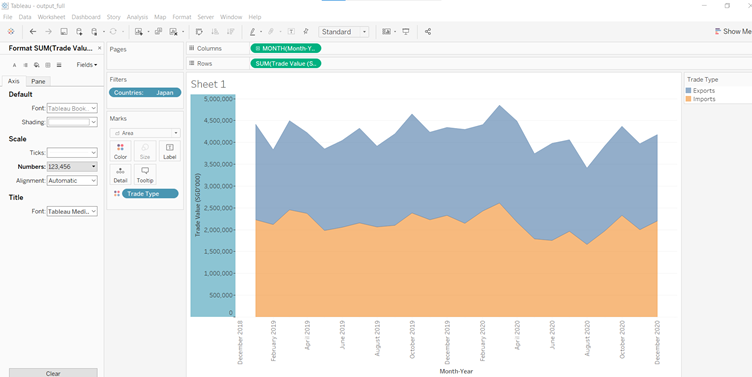 Tableau - output_full
File Data Worksheet Dashboard Story Analysis Map Format Server Window Help
Standard
Show Me
Format SUM(Trade Valu... ×
Fields
Axis Pane
Default
Font: Tableau Book...
Shading:
Scale
Ticks:
Numbers: 123,456
Alignment: Automatic
Title
Font: Tableau Medi...
Clear
Pages
Filters
Countries: Japan
Marks
Area
Color Size Label
Detail Tooltip
Trade Type
Columns MONTH(Month-Y..
Rows SUM(Trade Value (S..
Sheet 1
5,000,000
4,500,000
4,000,000
3,500,000
3,000,000
2,500,000
2,000,000
1,500,000
1,000,000
500,000
0
Trade Value (SGD'000)
December 2018
February 2019
April 2019
June 2019
August 2019
October 2019
December 2019
February 2020
April 2020
June 2020
August 2020
October 2020
December 2020
Month-Year
Trade Type
Exports
Imports